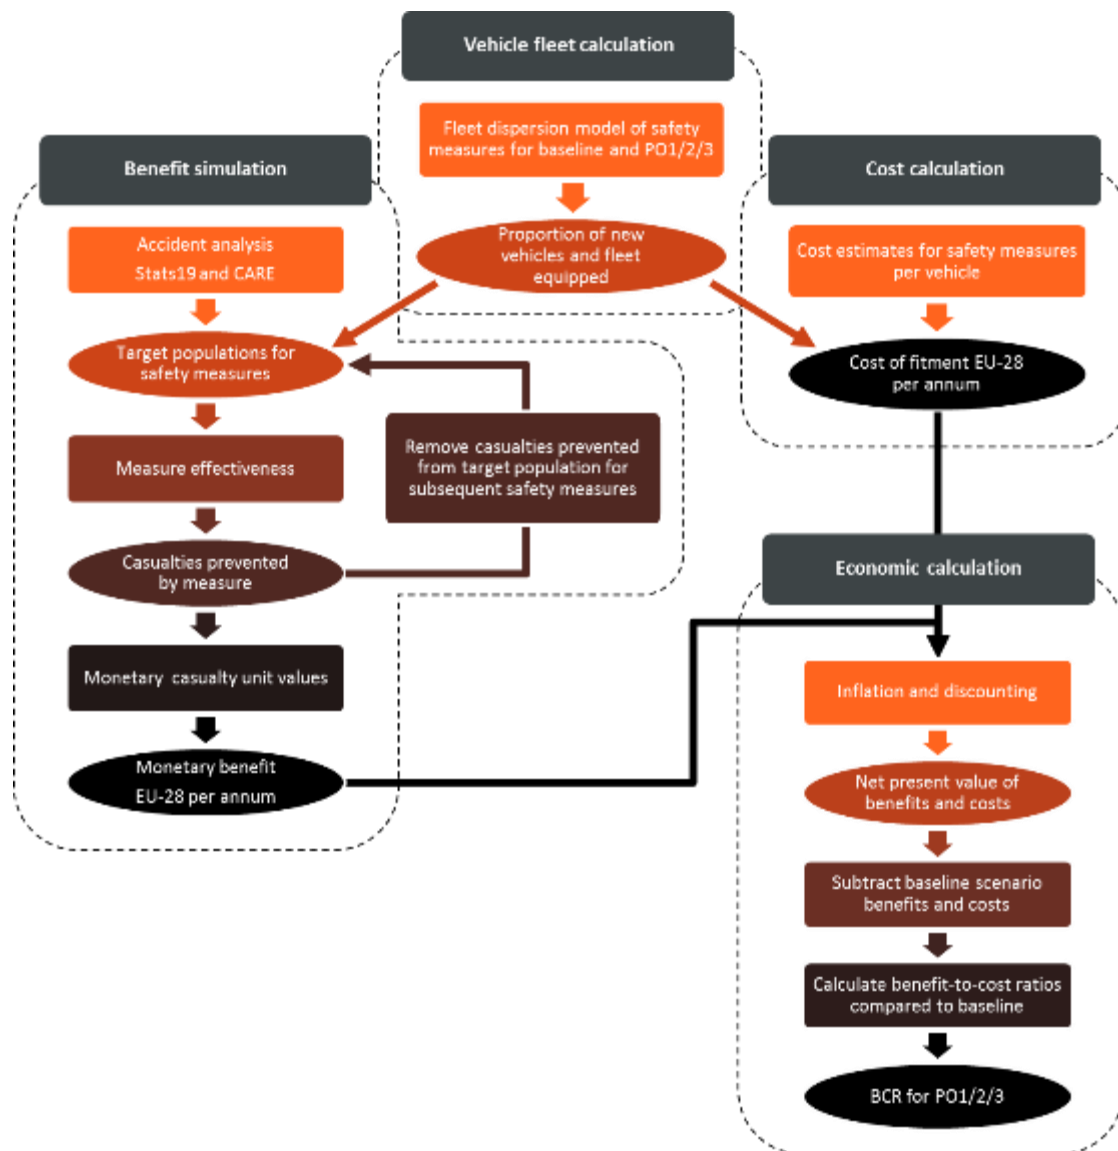 Vehicle fleet calculation
Fleet dispersion model of safety
measures for baseline and PO1/2/3
Proportion of new
vehicles and fleet
equipped
Benefit simulation
Accident analysis
Stats19 and CARE
Target populations for
safety measures
Measure effectiveness
Casualties prevented
by measure
Remove casualties prevented
from target population for
subsequent safety measures
Monetary casualty unit values
Monetary benefit
EU-28 per annum
Cost calculation
Cost estimates for safety measures
per vehicle
Cost of fitment EU-28
per annum
Economic calculation
Inflation and discounting
Net present value of
benefits and costs
Subtract baseline scenario
benefits and costs
Calculate benefit-to-cost ratios
compared to baseline
BCR for PO1/2/3